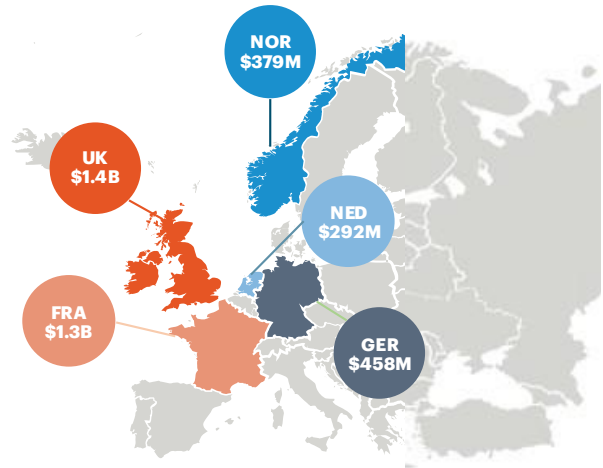 NOR
$379M
UK
$1.4B
NED
$292M
FRA
$1.3B
GER
$458M